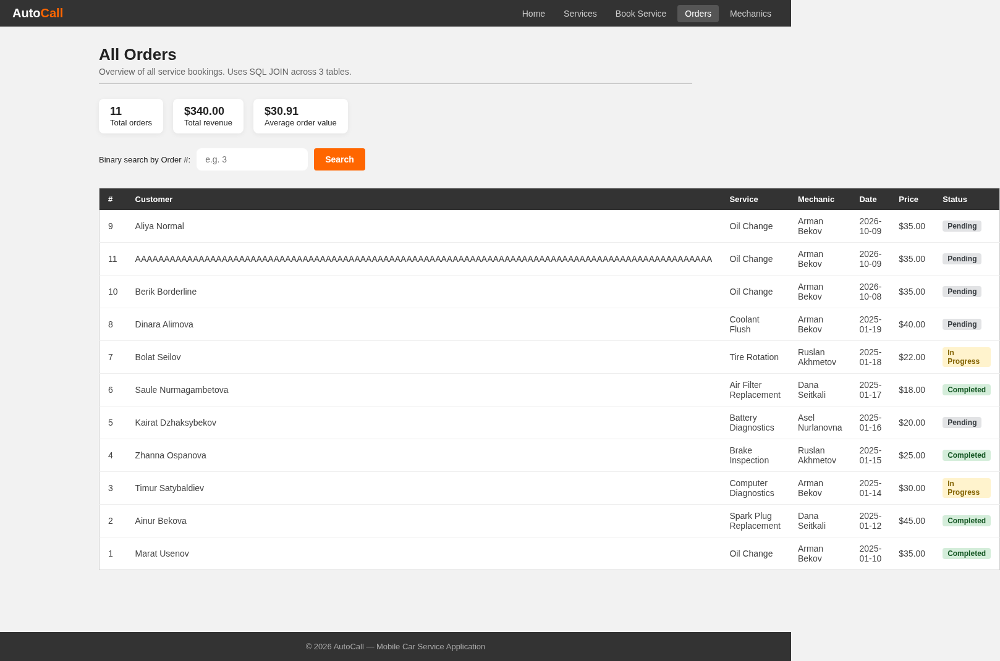 AutoCall Home Services Book Service Orders Mechanics
All Orders
Overview of all service bookings. Uses SQL JOIN across 3 tables.
11 $340.00 $30.91
Total orders Total revenue Average order value
Binary search by Order #: e.g. 3 Search
# Customer Service Mechanic Date Price Status
9 Aliya Normal Oil Change Arman Bekov 2026-10-09 $35.00 Pending
11 AAAAAAAAAAAAAAAAAAAAAAAAAAAAAAAAAAAAAAAAAAAAAAAAAAAAAAAAAAAAAAAAAAAAAAAAAAAAAAAAAAAAAAAAAAAAAAAAAAAA Oil Change Arman Bekov 2026-10-09 $35.00 Pending
10 Berik Borderline Oil Change Arman Bekov 2026-10-08 $35.00 Pending
8 Dinara Alimova Coolant Flush Arman Bekov 2025-01-19 $40.00 Pending
7 Bolat Seilov Tire Rotation Ruslan Akhmetov 2025-01-18 $22.00 In Progress
6 Saule Nurmagambetova Air Filter Replacement Dana Seitkali 2025-01-17 $18.00 Completed
5 Kairat Dzhaksybekov Battery Diagnostics Asel Nurlanovna 2025-01-16 $20.00 Pending
4 Zhanna Ospanova Brake Inspection Ruslan Akhmetov 2025-01-15 $25.00 Completed
3 Timur Satybaldiev Computer Diagnostics Arman Bekov 2025-01-14 $30.00 In Progress
2 Ainur Bekova Spark Plug Replacement Dana Seitkali 2025-01-12 $45.00 Completed
1 Marat Usenov Oil Change Arman Bekov 2025-01-10 $35.00 Completed
© 2026 AutoCall — Mobile Car Service Application